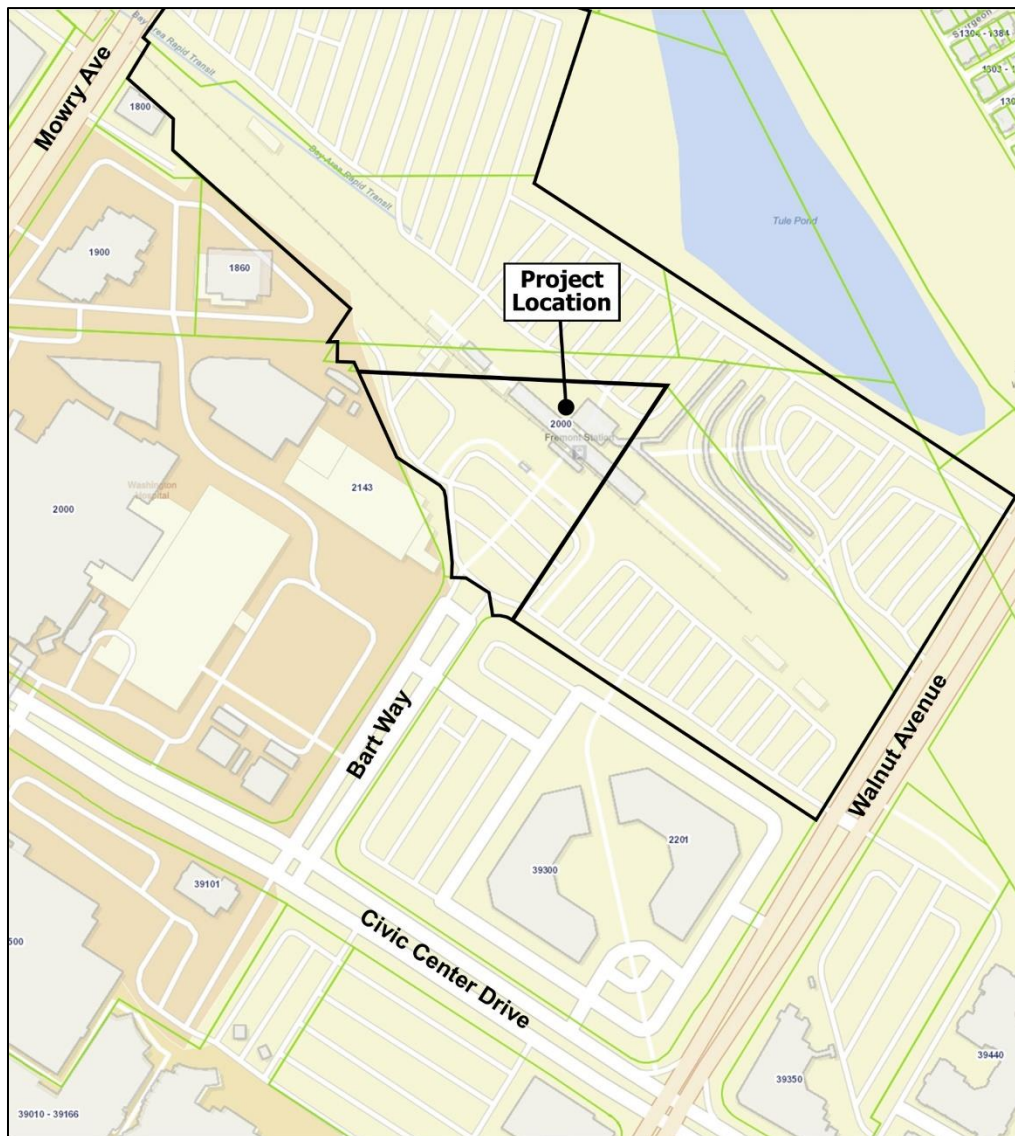 Mowry Ave
Bay Area Rapid Transit
1304 - 1384
1800
Bay Area Rapid Transit
Tule Pond
1900
1860
Project
Location
2000
Fremont Station
Washington
Hospital
2143
2000
Bart Way
Walnut Avenue
2201
39300
39101
Civic Center Drive
39350
39440
39010 - 39166